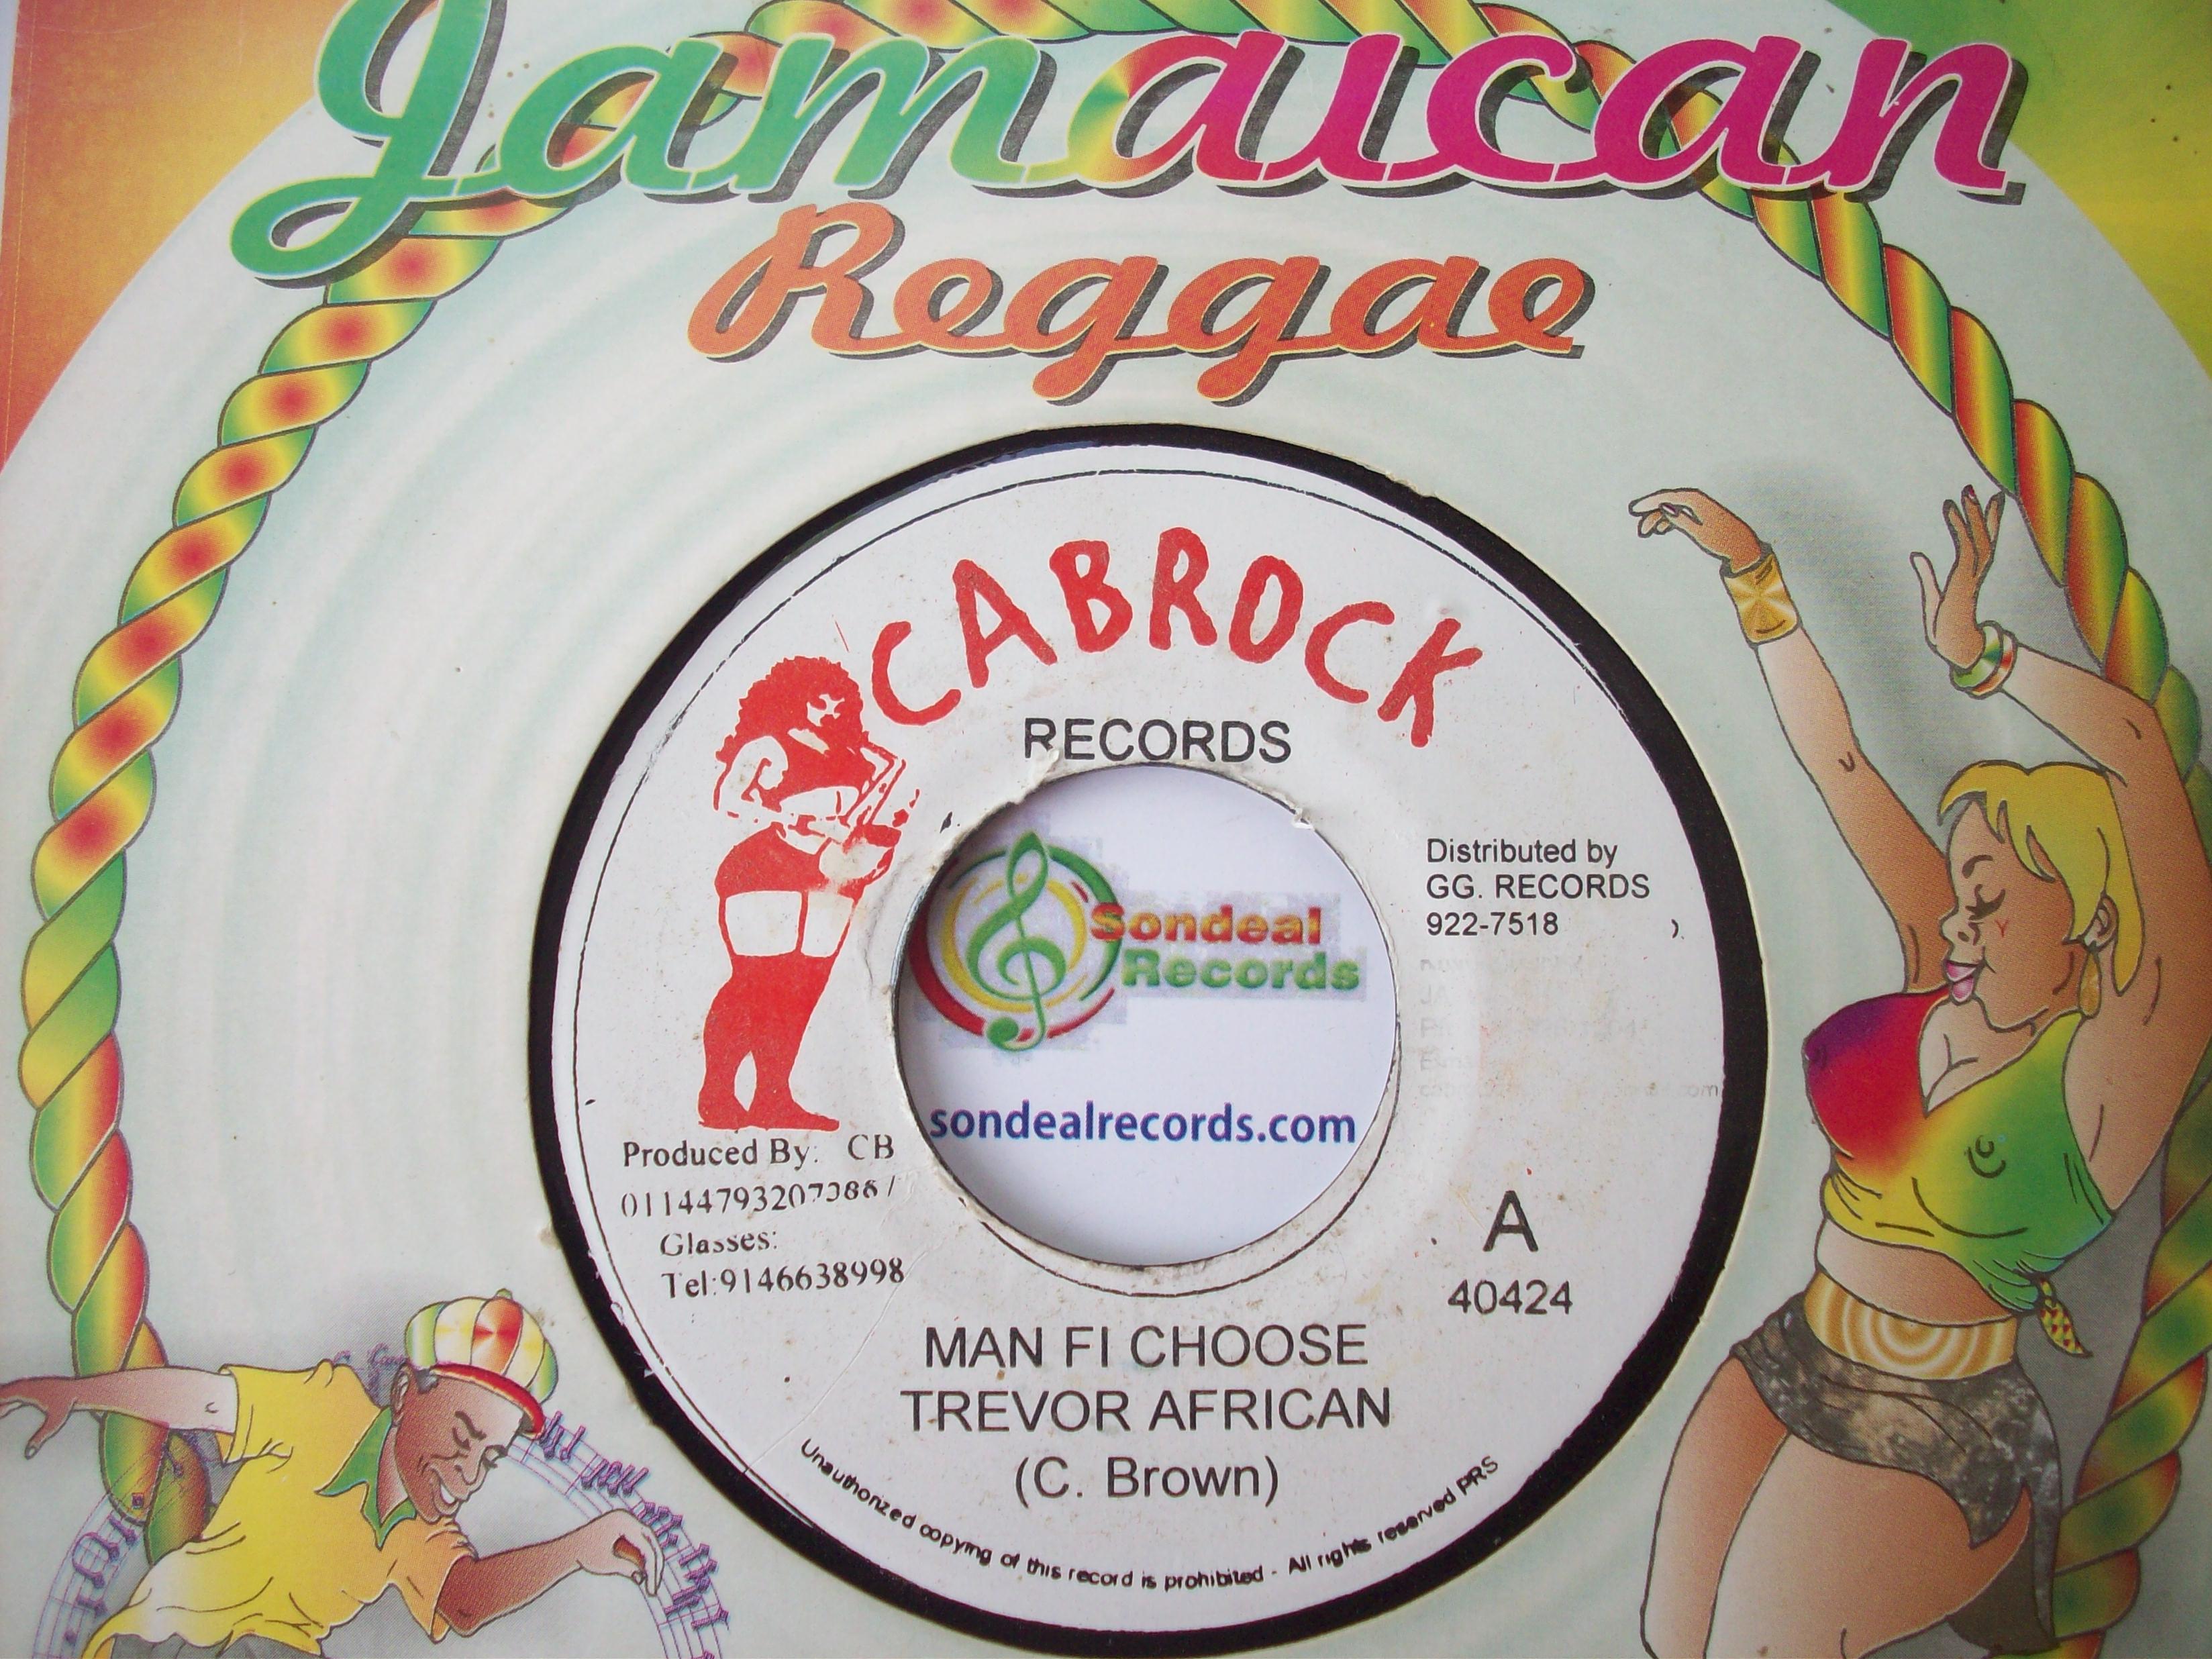 Jamaican
Reggae
CABROCK
RECORDS
Distributed by
GG. RECORDS
922-7518
Sondeal
Records
sondealrecords.com
Produced By: CB
Glasses:
Tel:9146638998
A
40424
MAN FI CHOOSE
TREVOR AFRICAN
(C. Brown)
Unauthorized copying of this record is prohibited - All rights reserved PRS